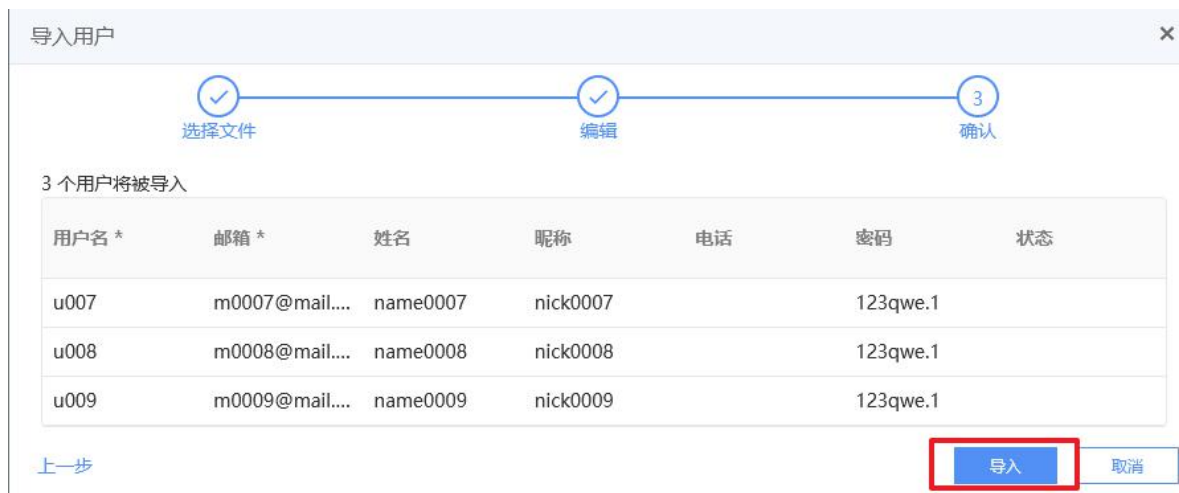 导入用户 ×
3
选择文件 编辑 确认
3 个用户将被导入
用户名 * 邮箱 * 姓名 昵称 电话 密码 状态
u007 m0007@mail.... name0007 nick0007 123qwe.1
u008 m0008@mail.... name0008 nick0008 123qwe.1
u009 m0009@mail.... name0009 nick0009 123qwe.1
上一步 导入 取消